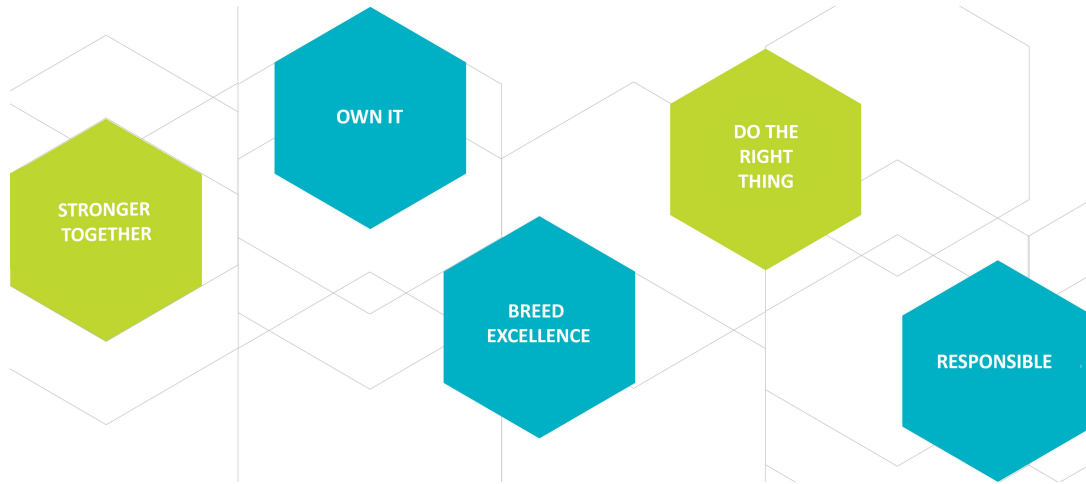 STRONGER
TOGETHER
OWN IT
BREED
EXCELLENCE
DO THE
RIGHT
THING
RESPONSIBLE